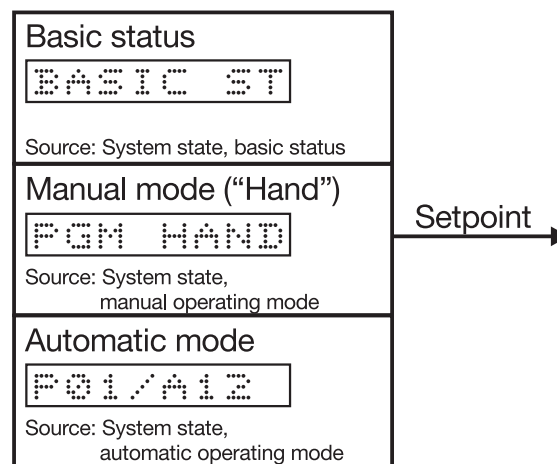 Basic status
BASIC ST
Source: System state, basic status
Manual mode (“Hand”)
PGM HAND
Source: System state,
manual operating mode
Setpoint
Automatic mode
P01/A12
Source: System state,
automatic operating mode